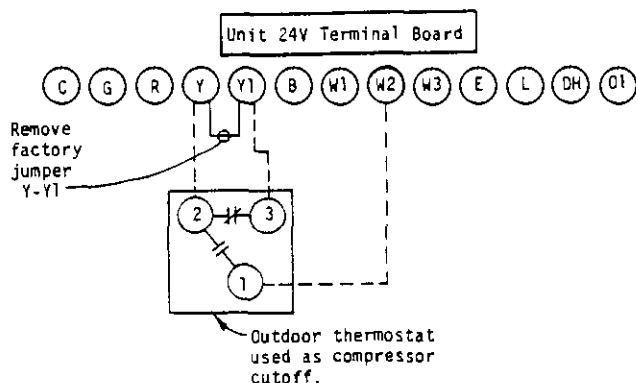 Unit 24V Terminal Board
C G R Y Y1 B W1 W2 W3 E L DH O1
Remove
factory
jumper
Y-Y1
2 3
1
Outdoor thermostat
used as compressor
cutoff.